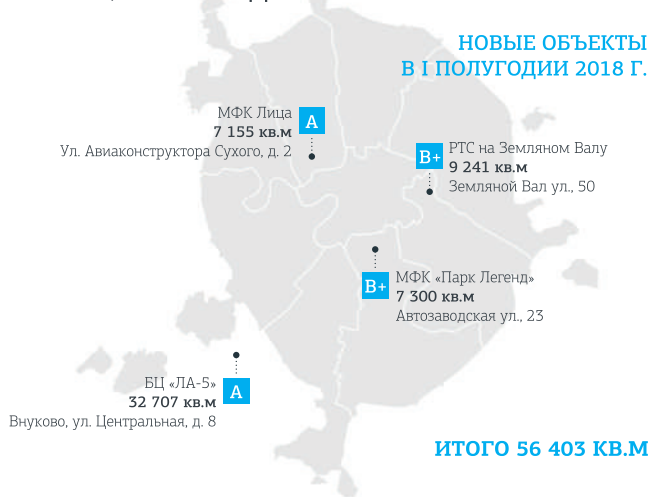 НОВЫЕ ОБЪЕКТЫ
В I ПОЛУГОДИИ 2018 Г.
МФК Лица
7 155 кв.м
Ул. Авиаконструктора Сухого, д. 2
A
B+
РТС на Земляном Валу
9 241 кв.м
Земляной Вал ул., 50
B+
МФК «Парк Легенд»
7 300 кв.м
Автозаводская ул., 23
БЦ «ЛА-5»
32 707 кв.м
Внуково, ул. Центральная, д. 8
A
ИТОГО 56 403 КВ.М